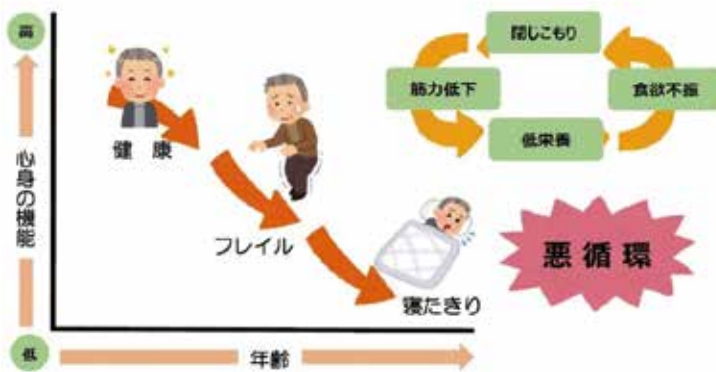 高
心身の機能
低
年齢
健康
フレイル
寝たきり
閉じこもり
筋力低下
食欲不振
低栄養
悪循環